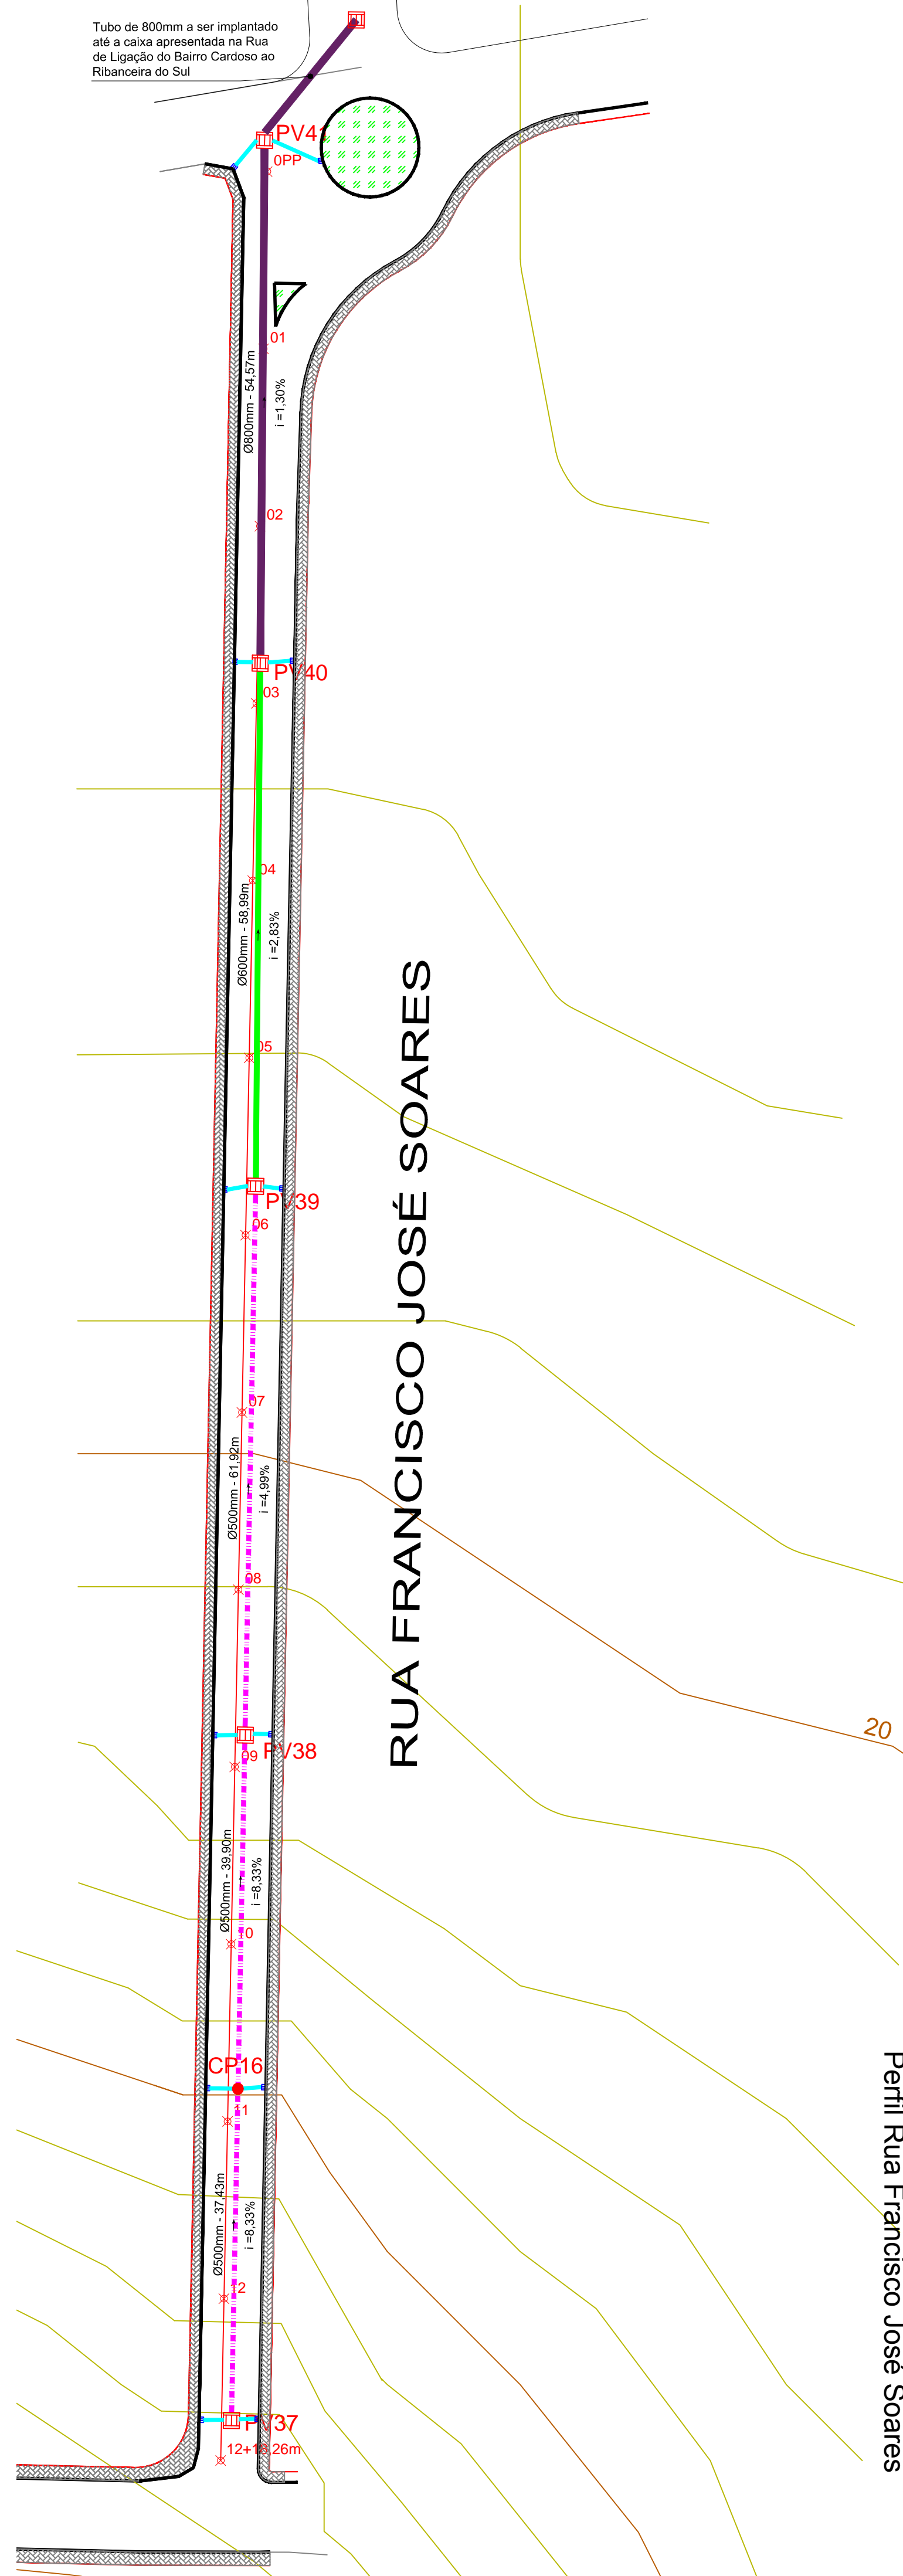 Tubo de 800mm a ser implantado
até a caixa apresentada na Rua
de Ligação do Bairro Cardoso ao
Ribanceira do Sul
PV41
0PP
01
Ø800mm - 54,57m
i =1,30%
02
PV40
03
04
Ø600mm - 58,99m
i =2,83%
05
RUA FRANCISCO JOSÉ SOARES
PV39
06
07
Ø500mm - 61,92m
i =4,99%
08
20
PV38
09
Ø500mm - 39,90m
i =8,33%
10
CP16
11
Perfil Rua Francisco José Soares
Ø500mm - 37,43m
i =8,33%
12
PV37